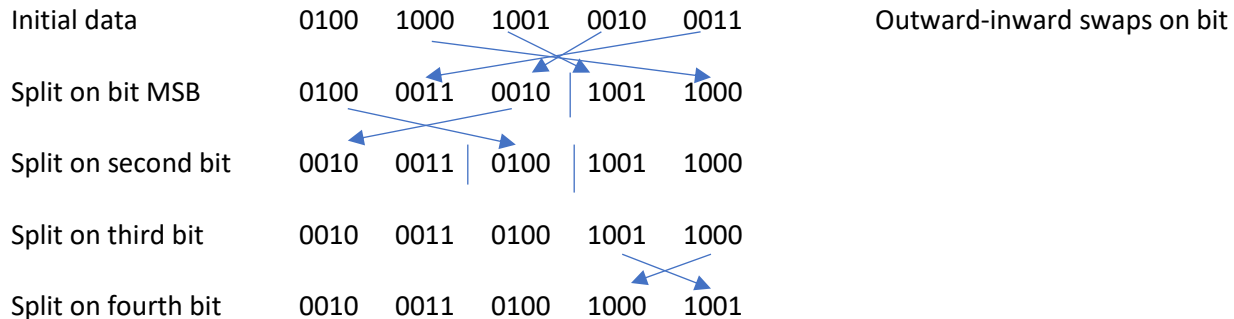 Initial data 0100 1000 1001 0010 0011 Outward-inward swaps on bit
Split on bit MSB 0100 0011 0010 1001 1000
Split on second bit 0010 0011 0100 1001 1000
Split on third bit 0010 0011 0100 1001 1000
Split on fourth bit 0010 0011 0100 1000 1001